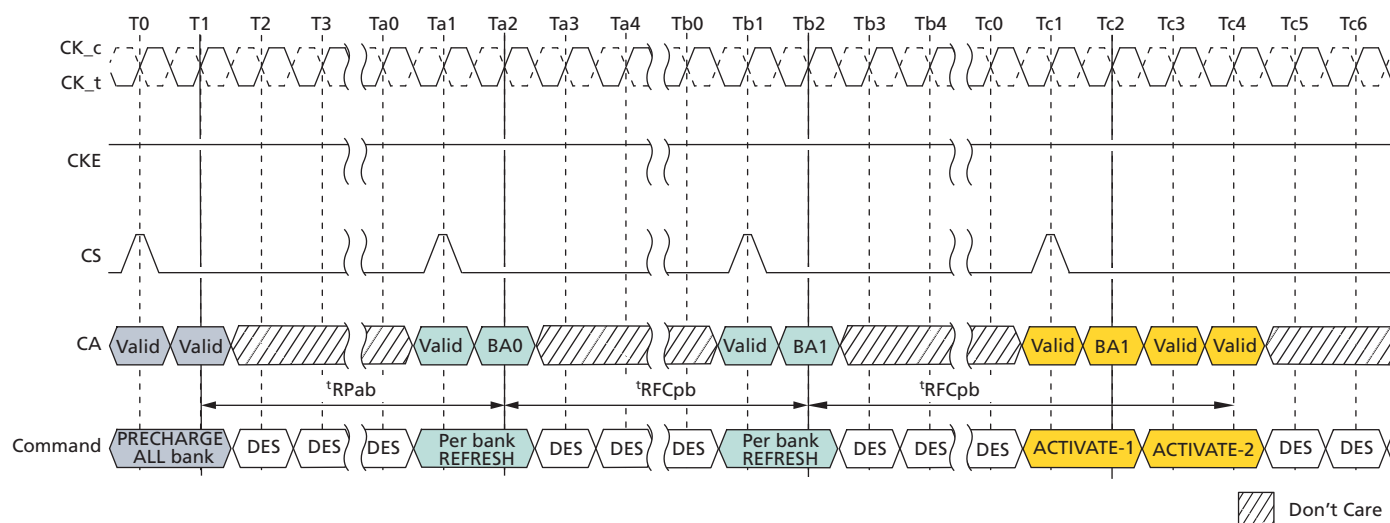 T0 T1 T2 T3 Ta0 Ta1 Ta2 Ta3 Ta4 Tb0 Tb1 Tb2 Tb3 Tb4 Tc0 Tc1 Tc2 Tc3 Tc4 Tc5 Tc6
CK_c
CK_t
CKE
CS
CA Valid Valid Valid BA0 Valid BA1 Valid BA1 Valid Valid
tRPab tRFCpb tRFCpb
Command PRECHARGE ALL bank DES DES DES Per bank REFRESH DES DES DES Per bank REFRESH DES DES DES ACTIVATE-1 ACTIVATE-2 DES DES
Don't Care